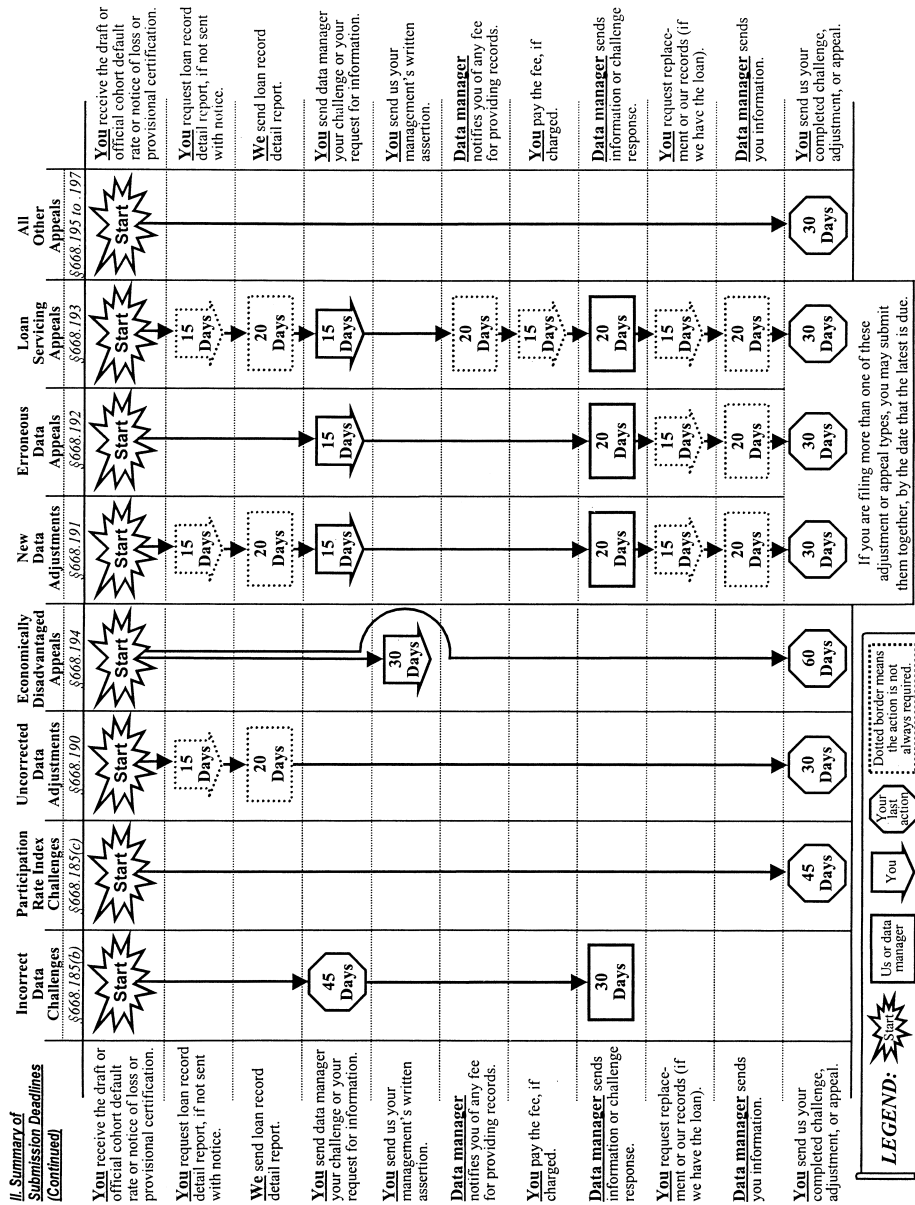 II. Summary of
Submission Deadlines
(Continued)
Incorrect
Data
Challenges
§668.185(b)
Participation
Rate Index
Challenges
§668.185(c)
Uncorrected
Data
Adjustments
§668.190
Economically
Disadvantaged
Appeals
§668.194
New
Data
Adjustments
§668.191
Erroneous
Data
Appeals
§668.192
Loan
Servicing
Appeals
§668.193
All
Other
Appeals
§668.195 to .197
You receive the draft or
official cohort default
rate or notice of loss or
provisional certification.
Start
Start
Start
Start
Start
Start
Start
Start
You receive the draft or
official cohort default
rate or notice of loss or
provisional certification.
You request loan record
detail report, if not sent
with notice.
15
Days
15
Days
15
Days
You request loan record
detail report, if not sent
with notice.
We send loan record
detail report.
20
Days
20
Days
20
Days
We send loan record
detail report.
You send data manager
your challenge or your
request for information.
45
Days
15
Days
15
Days
15
Days
You send data manager
your challenge or your
request for information.
You send us your
management's written
assertion.
30
Days
You send us your
management's written
assertion.
Data manager
notifies you of any fee
for providing records.
20
Days
Data manager
notifies you of any fee
for providing records.
You pay the fee, if
charged.
15
Days
You pay the fee, if
charged.
Data manager sends
information or challenge
response.
30
Days
20
Days
20
Days
20
Days
Data manager sends
information or challenge
response.
You request replace-
ment or our records (if
we have the loan).
15
Days
15
Days
15
Days
You request replace-
ment or our records (if
we have the loan).
Data manager sends
you information.
20
Days
20
Days
20
Days
Data manager sends
you information.
You send us your
completed challenge,
adjustment, or appeal.
45
Days
30
Days
60
Days
30
Days
30
Days
30
Days
30
Days
You send us your
completed challenge,
adjustment, or appeal.
If you are filing more than one of these
adjustment or appeal types, you may submit
them together, by the date that the latest is due.
LEGEND:
Start
Us or data
manager
You
Your
last
action
Dotted border means
the action is not
always required.